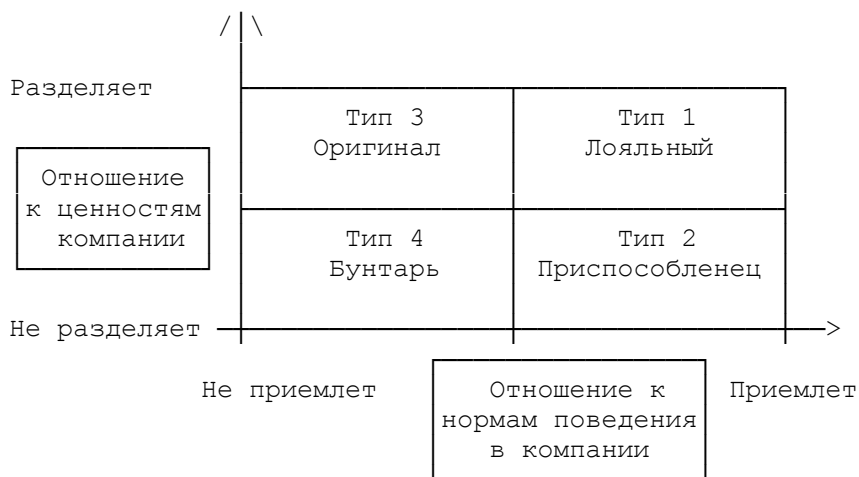 Разделяет
Тип 3
Оригинал
Тип 1
Лояльный
Отношение
к ценностям
компании
Тип 4
Бунтарь
Тип 2
Приспособленец
Не разделяет
Не приемлет
Отношение к
нормам поведения
в компании
Приемлет